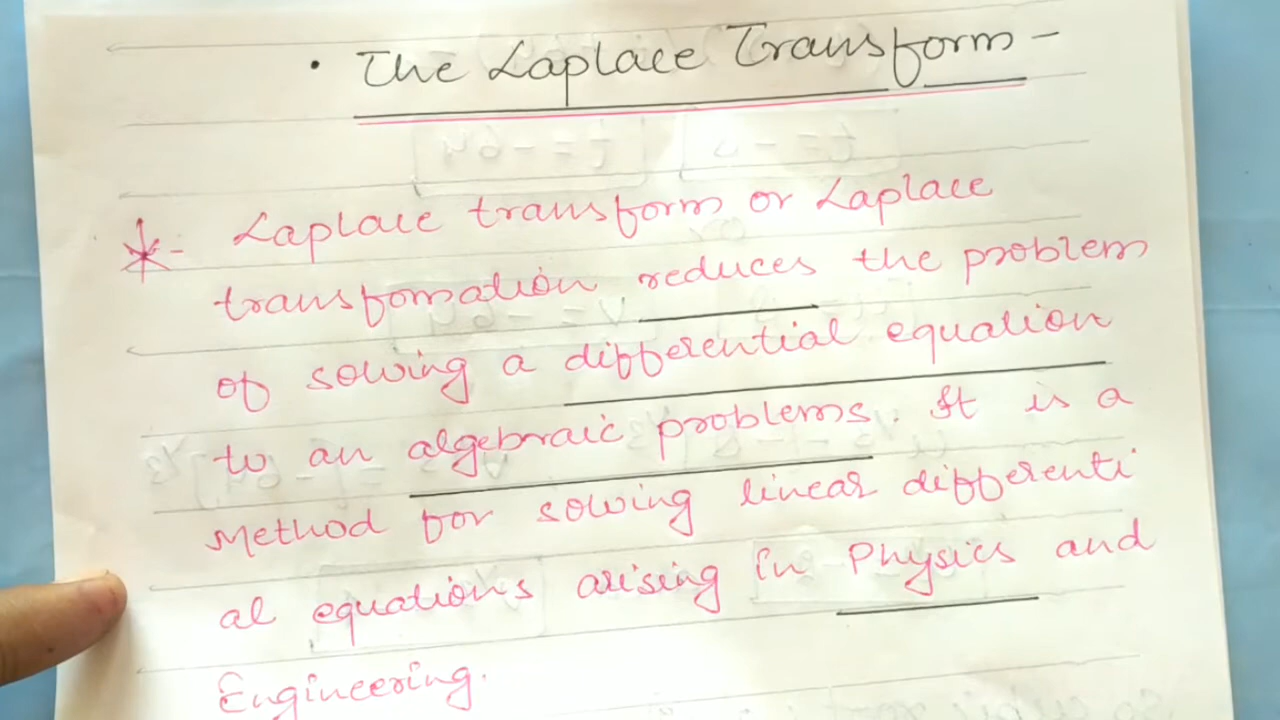 • The Laplace Transform -
*- Laplace transform or Laplace
transfomation reduces the problem
of solving a differential equation
to an algebraic problems. It is a
Method for solving linear differenti
al equations arising in Physics and
Engineering.